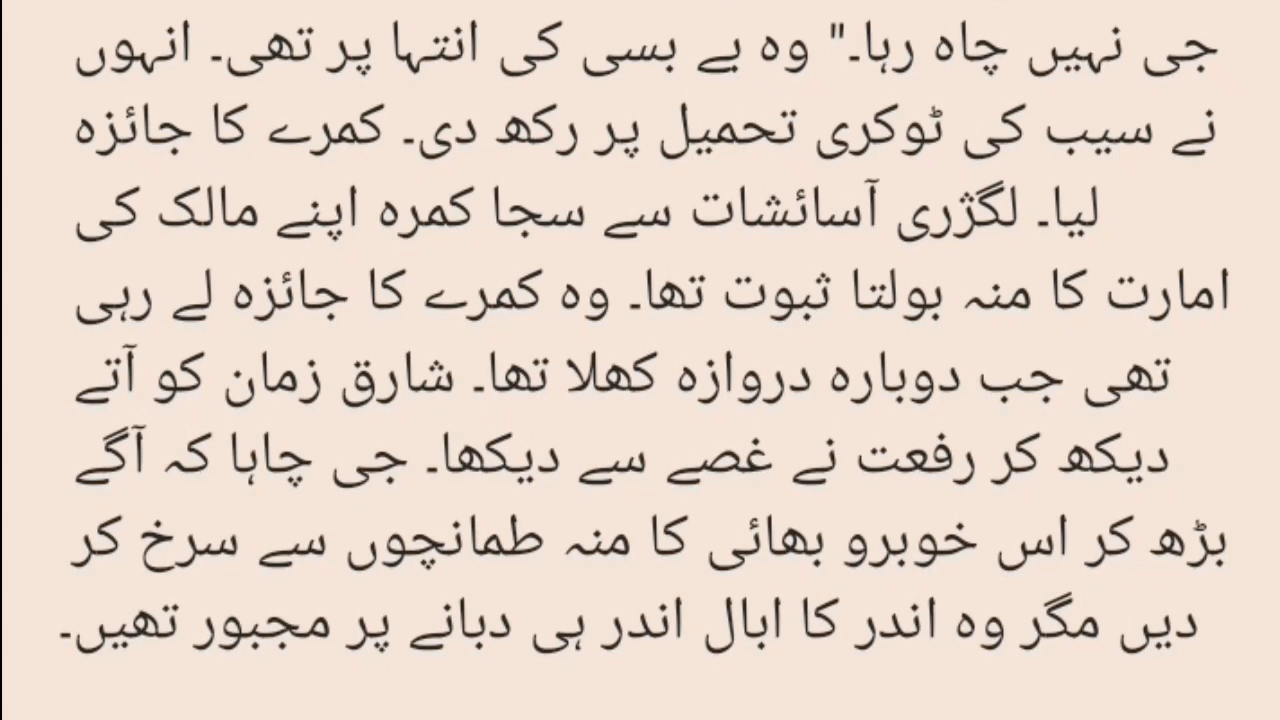 جی نہیں چاہ رہا۔" وہ بے بسی کی انتہا پر تھی۔ انہوں
نے سیب کی ٹوکری تحمیل پر رکھ دی۔ کمرے کا جائزہ
لیا۔ لگژری آسائشات سے سجا کمرہ اپنے مالک کی
امارت کا منہ بولتا ثبوت تھا۔ وہ کمرے کا جائزہ لے رہی
تھی جب دوبارہ دروازہ کھلا تھا۔ شارق زمان کو آتے
دیکھ کر رفعت نے غصے سے دیکھا۔ جی چاہا کہ آگے
بڑھ کر اس خوبرو بھائی کا منہ طمانچوں سے سرخ کر
دیں مگر وہ اندر کا ابال اندر ہی دبانے پر مجبور تھیں۔